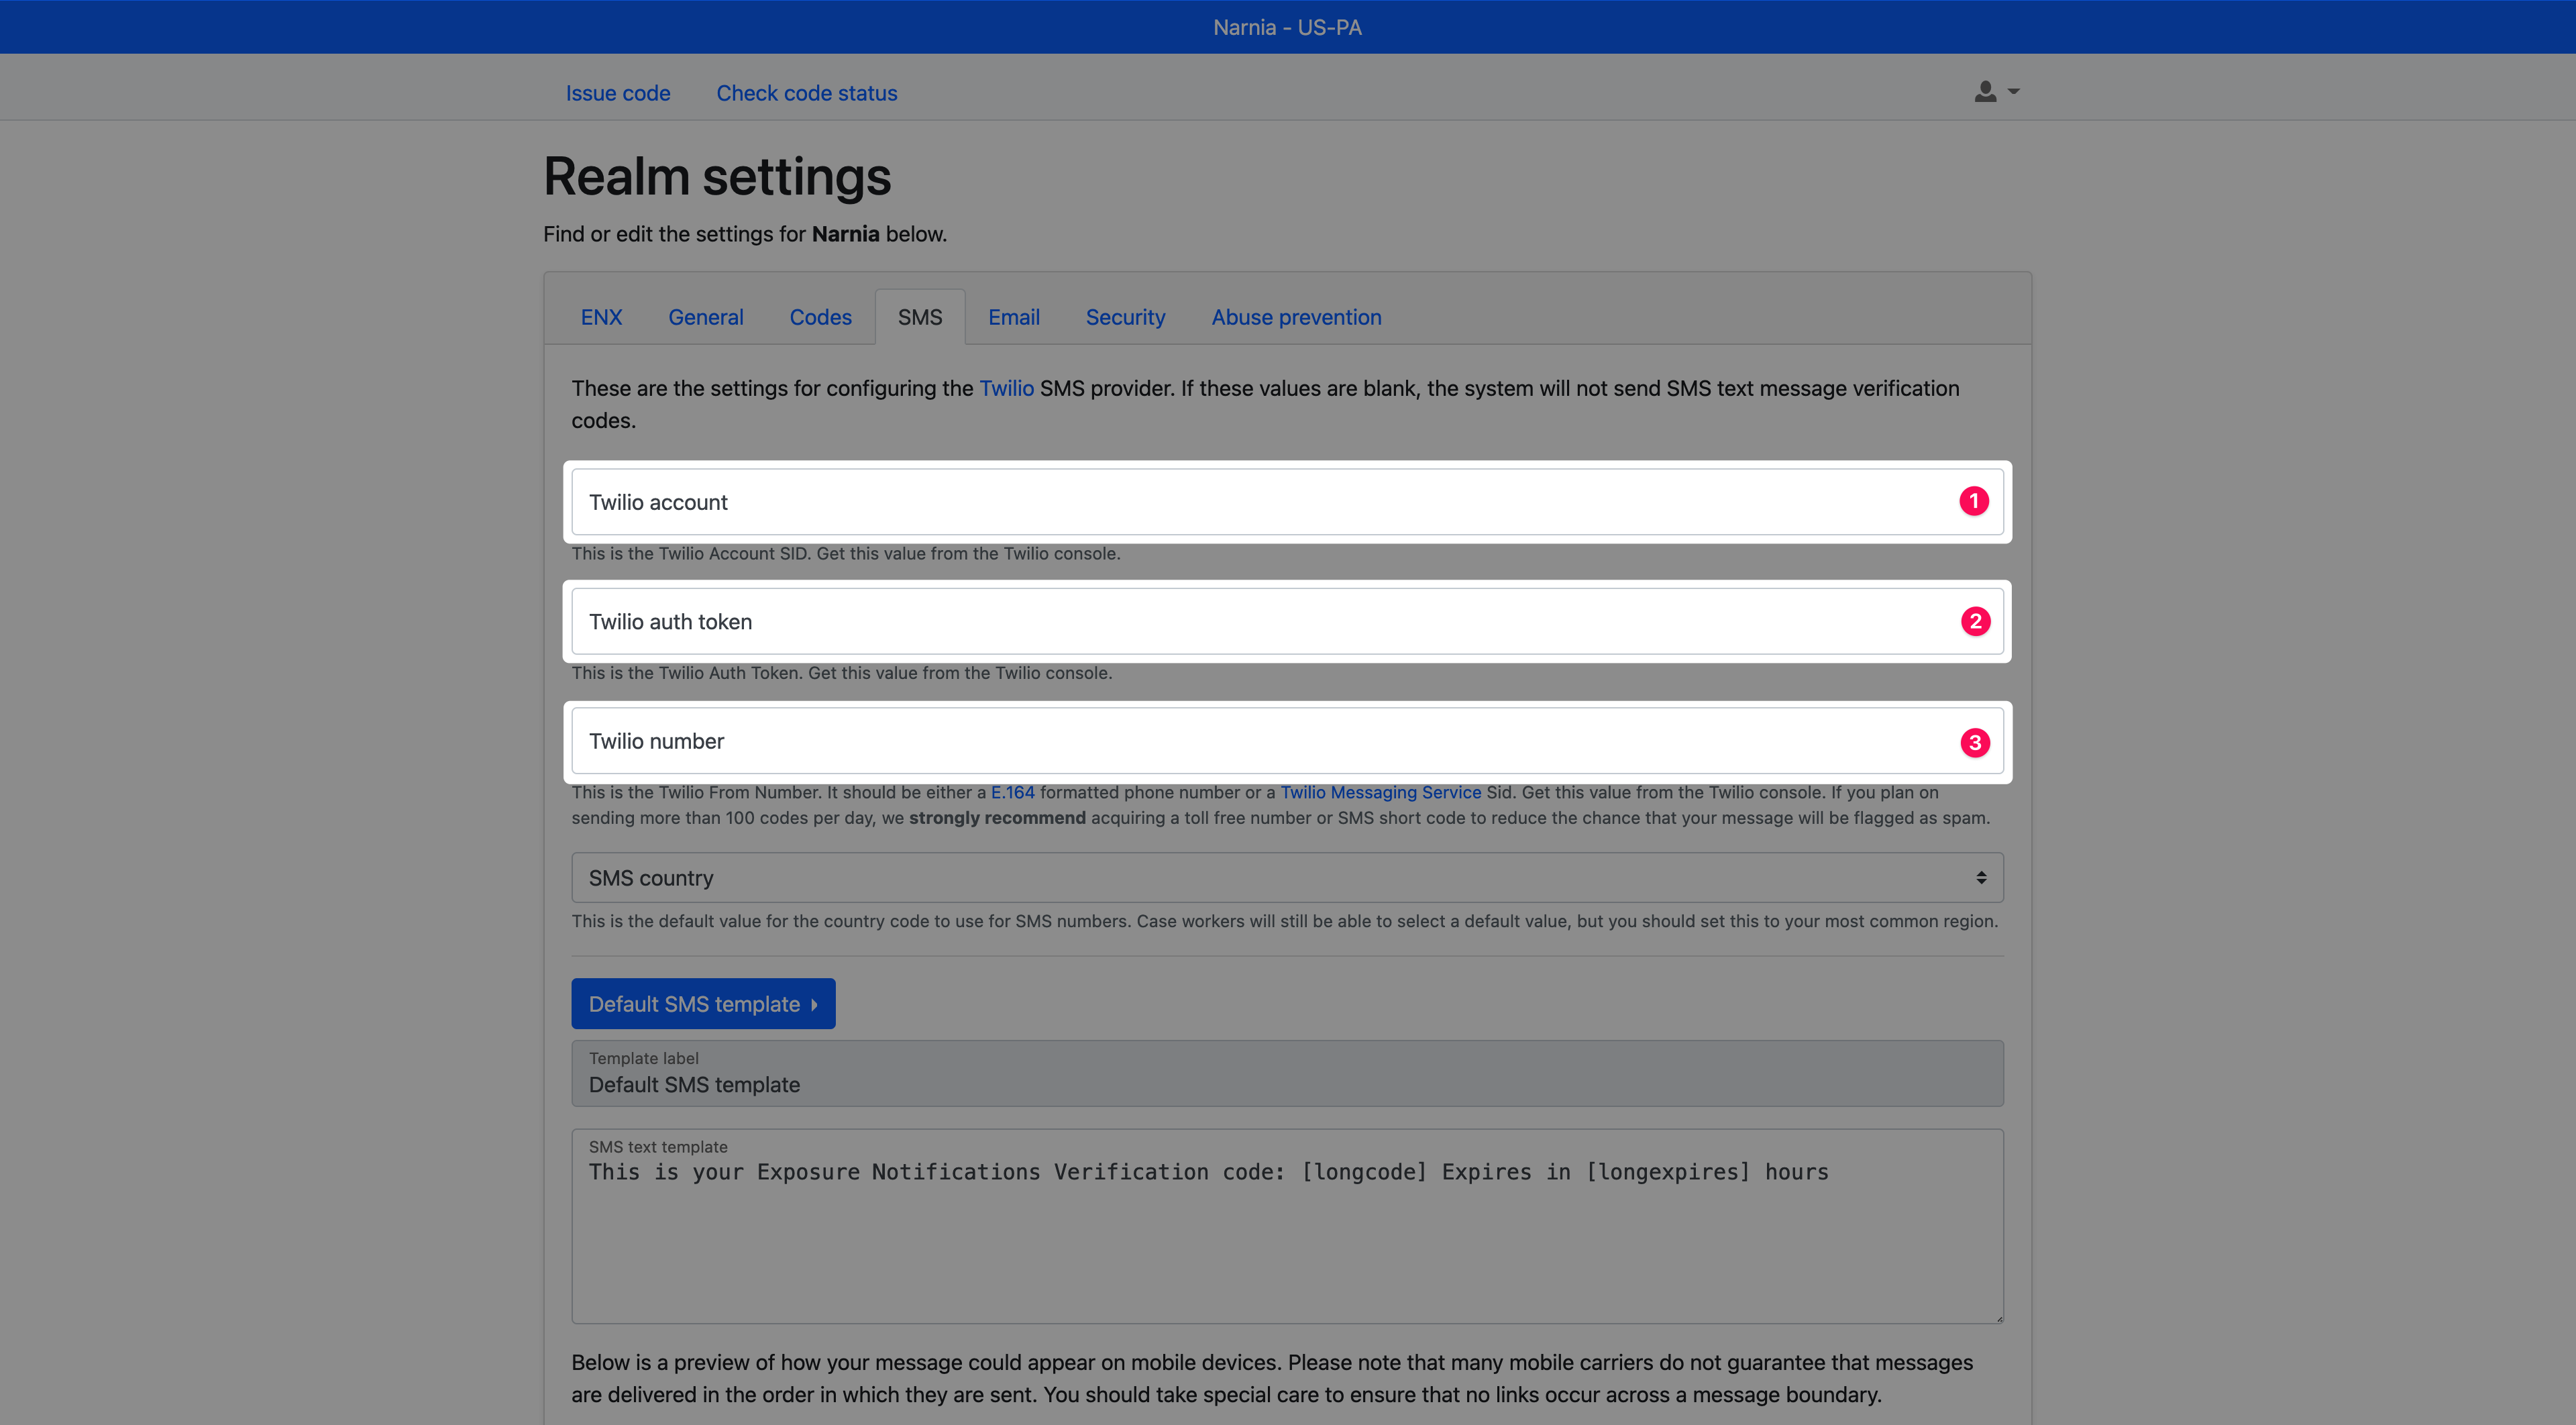 Narnia - US-PA
Issue code Check code status
Realm settings
Find or edit the settings for Narnia below.
ENX General Codes SMS Email Security Abuse prevention
These are the settings for configuring the Twilio SMS provider. If these values are blank, the system will not send SMS text message verification
codes.
Twilio account 1
This is the Twilio Account SID. Get this value from the Twilio console.
Twilio auth token 2
This is the Twilio Auth Token. Get this value from the Twilio console.
Twilio number 3
This is the Twilio From Number. It should be either a E.164 formatted phone number or a Twilio Messaging Service Sid. Get this value from the Twilio console. If you plan on
sending more than 100 codes per day, we strongly recommend acquiring a toll free number or SMS short code to reduce the chance that your message will be flagged as spam.
SMS country
This is the default value for the country code to use for SMS numbers. Case workers will still be able to select a default value, but you should set this to your most common region.
Default SMS template
Template label
Default SMS template
SMS text template
This is your Exposure Notifications Verification code: [longcode] Expires in [longexpires] hours
Below is a preview of how your message could appear on mobile devices. Please note that many mobile carriers do not guarantee that messages
are delivered in the order in which they are sent. You should take special care to ensure that no links occur across a message boundary.